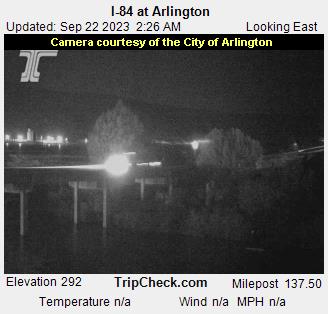 I-84 at Arlington
Updated: Sep 22 2023 2:26 AM Looking East
Camera courtesy of the City of Arlington
Elevation 292 TripCheck.com Milepost 137.50
Temperature n/a Wind n/a MPH n/a